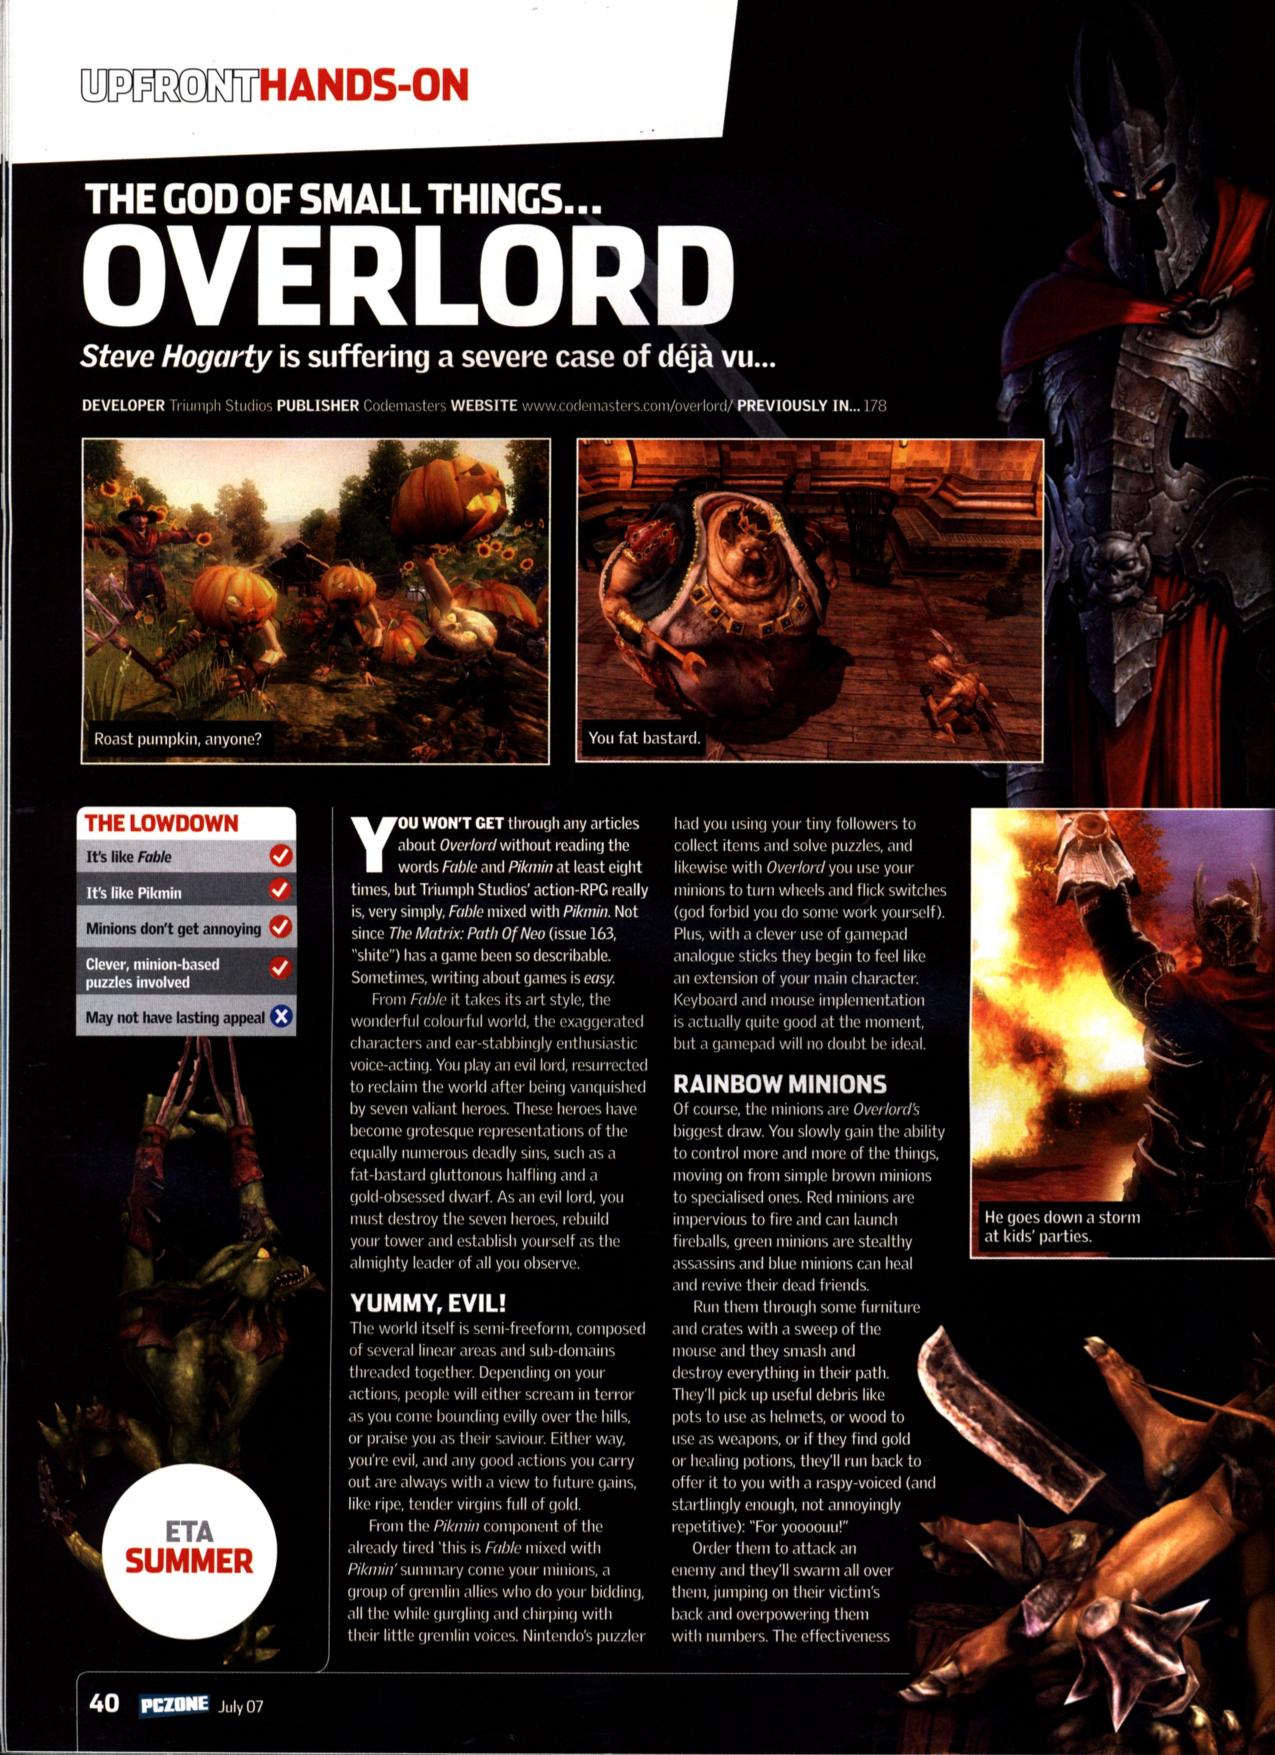 UPFRONTHANDS-ON
THE GOD OF SMALL THINGS...
OVERLORD
Steve Hogarty is suffering a severe case of déjà vu...
DEVELOPER Triumph Studios PUBLISHER Codemasters WEBSITE www.codemasters.com/overlord/ PREVIOUSLY IN... 178
Roast pumpkin, anyone?
You fat bastard.
THE LOWDOWN
It's like Fable
It's like Pikmin
Minions don't get annoying
Clever, minion-based
puzzles involved
May not have lasting appeal
ETA
SUMMER
YOU WON'T GET through any articles
about Overlord without reading the
words Fable and Pikmin at least eight
times, but Triumph Studios' action-RPG really
is, very simply, Fable mixed with Pikmin. Not
since The Matrix: Path Of Neo (issue 163,
"shite") has a game been so describable.
Sometimes, writing about games is easy.
From Fable it takes its art style, the
wonderful colourful world, the exaggerated
characters and ear-stabbingly enthusiastic
voice-acting. You play an evil lord, resurrected
to reclaim the world after being vanquished
by seven valiant heroes. These heroes have
become grotesque representations of the
equally numerous deadly sins, such as a
fat-bastard gluttonous halfling and a
gold-obsessed dwarf. As an evil lord, you
must destroy the seven heroes, rebuild
your tower and establish yourself as the
almighty leader of all you observe.
YUMMY, EVIL!
The world itself is semi-freeform, composed
of several linear areas and sub-domains
threaded together. Depending on your
actions, people will either scream in terror
as you come bounding evilly over the hills,
or praise you as their saviour. Either way,
you're evil, and any good actions you carry
out are always with a view to future gains,
like ripe, tender virgins full of gold.
From the Pikmin component of the
already tired 'this is Fable mixed with
Pikmin' summary come your minions, a
group of gremlin allies who do your bidding,
all the while gurgling and chirping with
their little gremlin voices. Nintendo's puzzler
had you using your tiny followers to
collect items and solve puzzles, and
likewise with Overlord you use your
minions to turn wheels and flick switches
(god forbid you do some work yourself).
Plus, with a clever use of gamepad
analogue sticks they begin to feel like
an extension of your main character.
Keyboard and mouse implementation
is actually quite good at the moment,
but a gamepad will no doubt be ideal.
RAINBOW MINIONS
Of course, the minions are Overlord's
biggest draw. You slowly gain the ability
to control more and more of the things,
moving on from simple brown minions
to specialised ones. Red minions are
impervious to fire and can launch
fireballs, green minions are stealthy
assassins and blue minions can heal
and revive their dead friends.
Run them through some furniture
and crates with a sweep of the
mouse and they smash and
destroy everything in their path.
They'll pick up useful debris like
pots to use as helmets, or wood to
use as weapons, or if they find gold
or healing potions, they'll run back to
offer it to you with a raspy-voiced (and
startlingly enough, not annoyingly
repetitive): "For yoooouu!"
Order them to attack an
enemy and they'll swarm all over
them, jumping on their victim's
back and overpowering them
with numbers. The effectiveness
He goes down a storm
at kids' parties.
40 PCZONE July 07